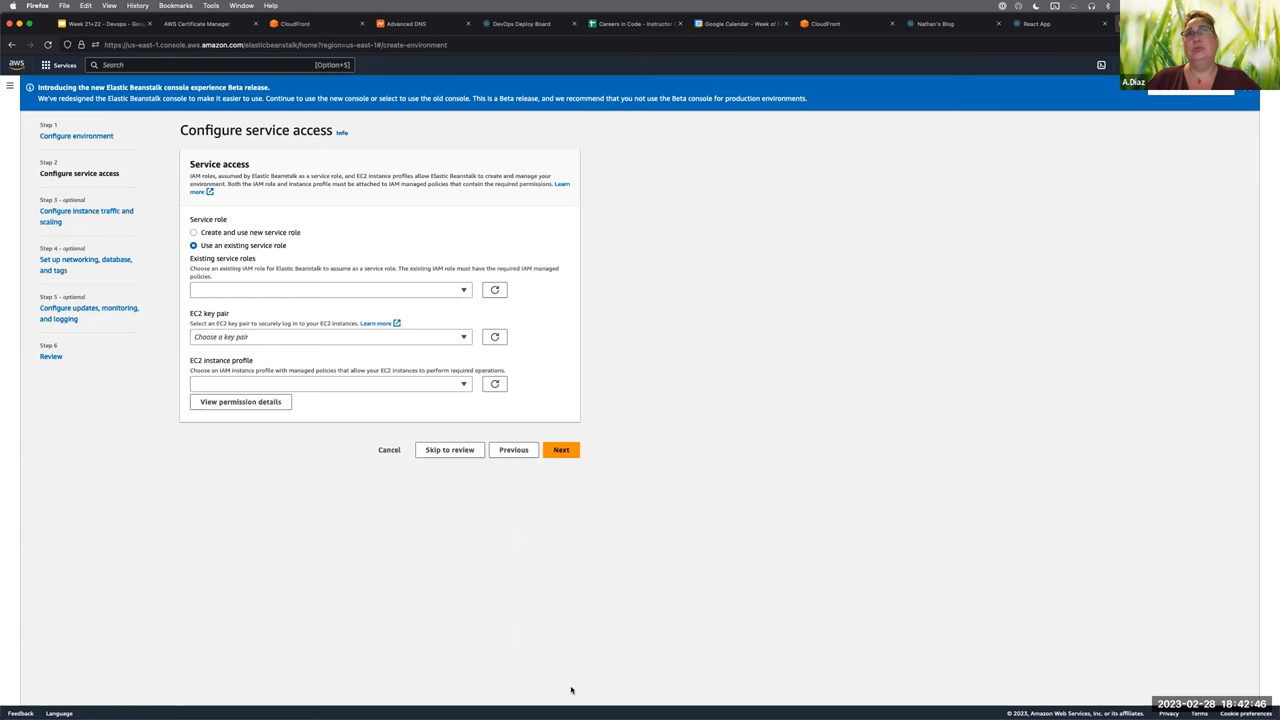 Firefox File Edit View History Bookmarks Tools Window Help
Week 21+22 - Devops - Goo
AWS Certificate Manager
CloudFront
Advanced DNS
DevOps Deploy Board
Careers in Code - Instructor
Google Calendar - Week of F
CloudFront
Nathan's Blog
React App
https://us-east-1.console.aws.amazon.com/elasticbeanstalk/home?region=us-east-1#/create-environment
aws Services Search [Option+S]
A.Diaz
Introducing the new Elastic Beanstalk console experience Beta release.
We've redesigned the Elastic Beanstalk console to make it easier to use. Continue to use the new console or select to use the old console. This is a Beta release, and we recommend that you not use the Beta console for production environments.
Step 1
Configure environment
Step 2
Configure service access
Step 3 - optional
Configure instance traffic and
scaling
Step 4 - optional
Set up networking, database,
and tags
Step 5 - optional
Configure updates, monitoring,
and logging
Step 6
Review
Configure service access Info
Service access
IAM roles, assumed by Elastic Beanstalk as a service role, and EC2 instance profiles allow Elastic Beanstalk to create and manage your
environment. Both the IAM role and instance profile must be attached to IAM managed policies that contain the required permissions. Learn
more
Service role
Create and use new service role
Use an existing service role
Existing service roles
Choose an existing IAM role for Elastic Beanstalk to assume as a service role. The existing IAM role must have the required IAM managed
policies.
EC2 key pair
Select an EC2 key pair to securely log in to your EC2 instances. Learn more
Choose a key pair
EC2 instance profile
Choose an IAM instance profile with managed policies that allow your EC2 instances to perform required operations.
View permission details
Cancel Skip to review Previous Next
2023-02-28 18:42:46
Feedback Language © 2023, Amazon Web Services, Inc. or its affiliates. Privacy Terms Cookie preferences